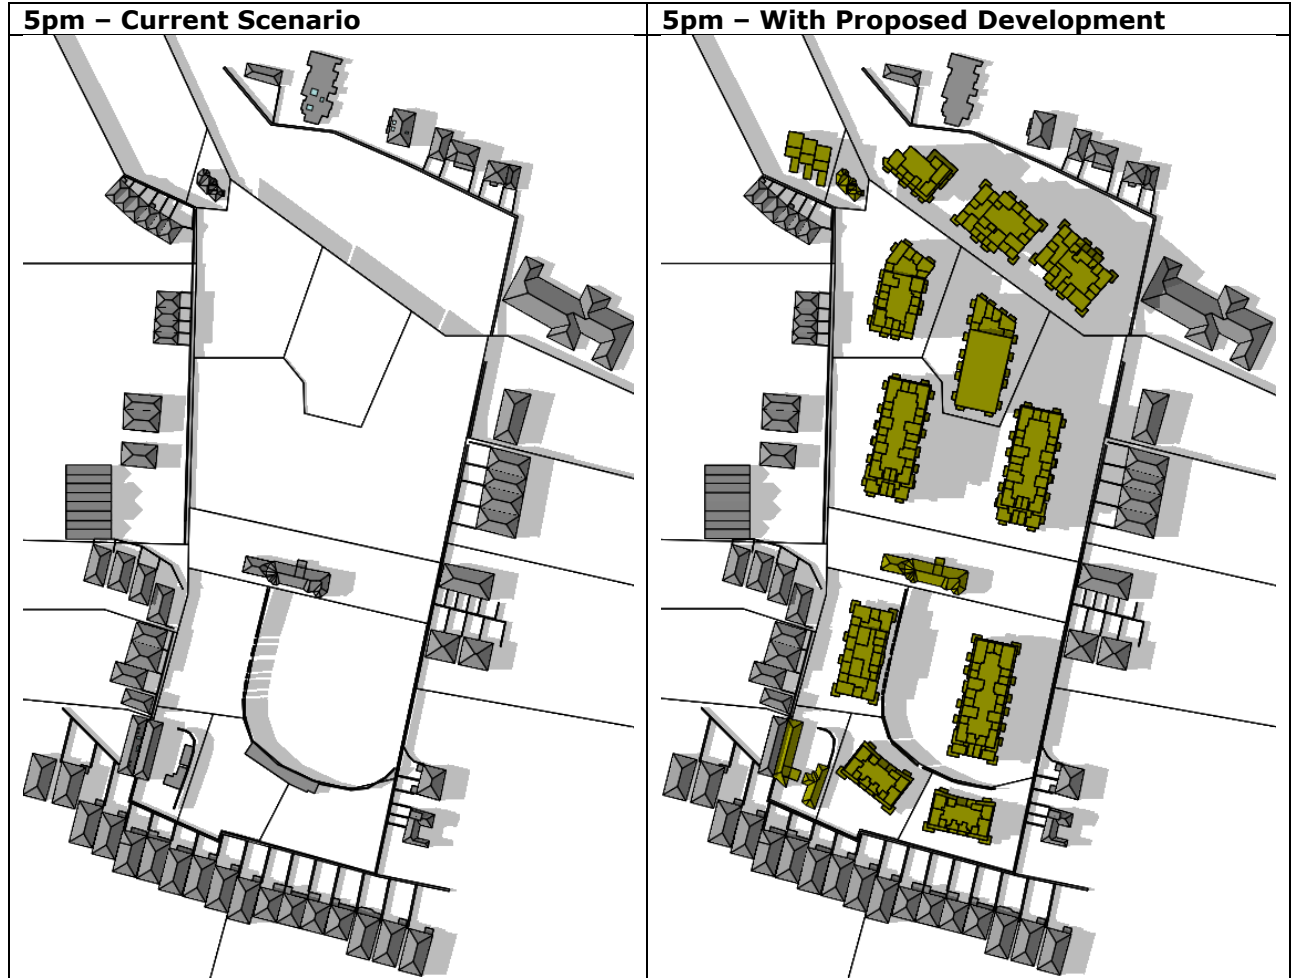 5pm – Current Scenario
5pm – With Proposed Development